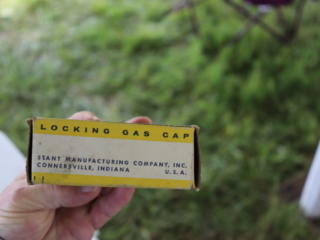 LOCKING GAS CAP
STANT MANUFACTURING COMPANY, INC.
CONNERSVILLE, INDIANA U.S.A.